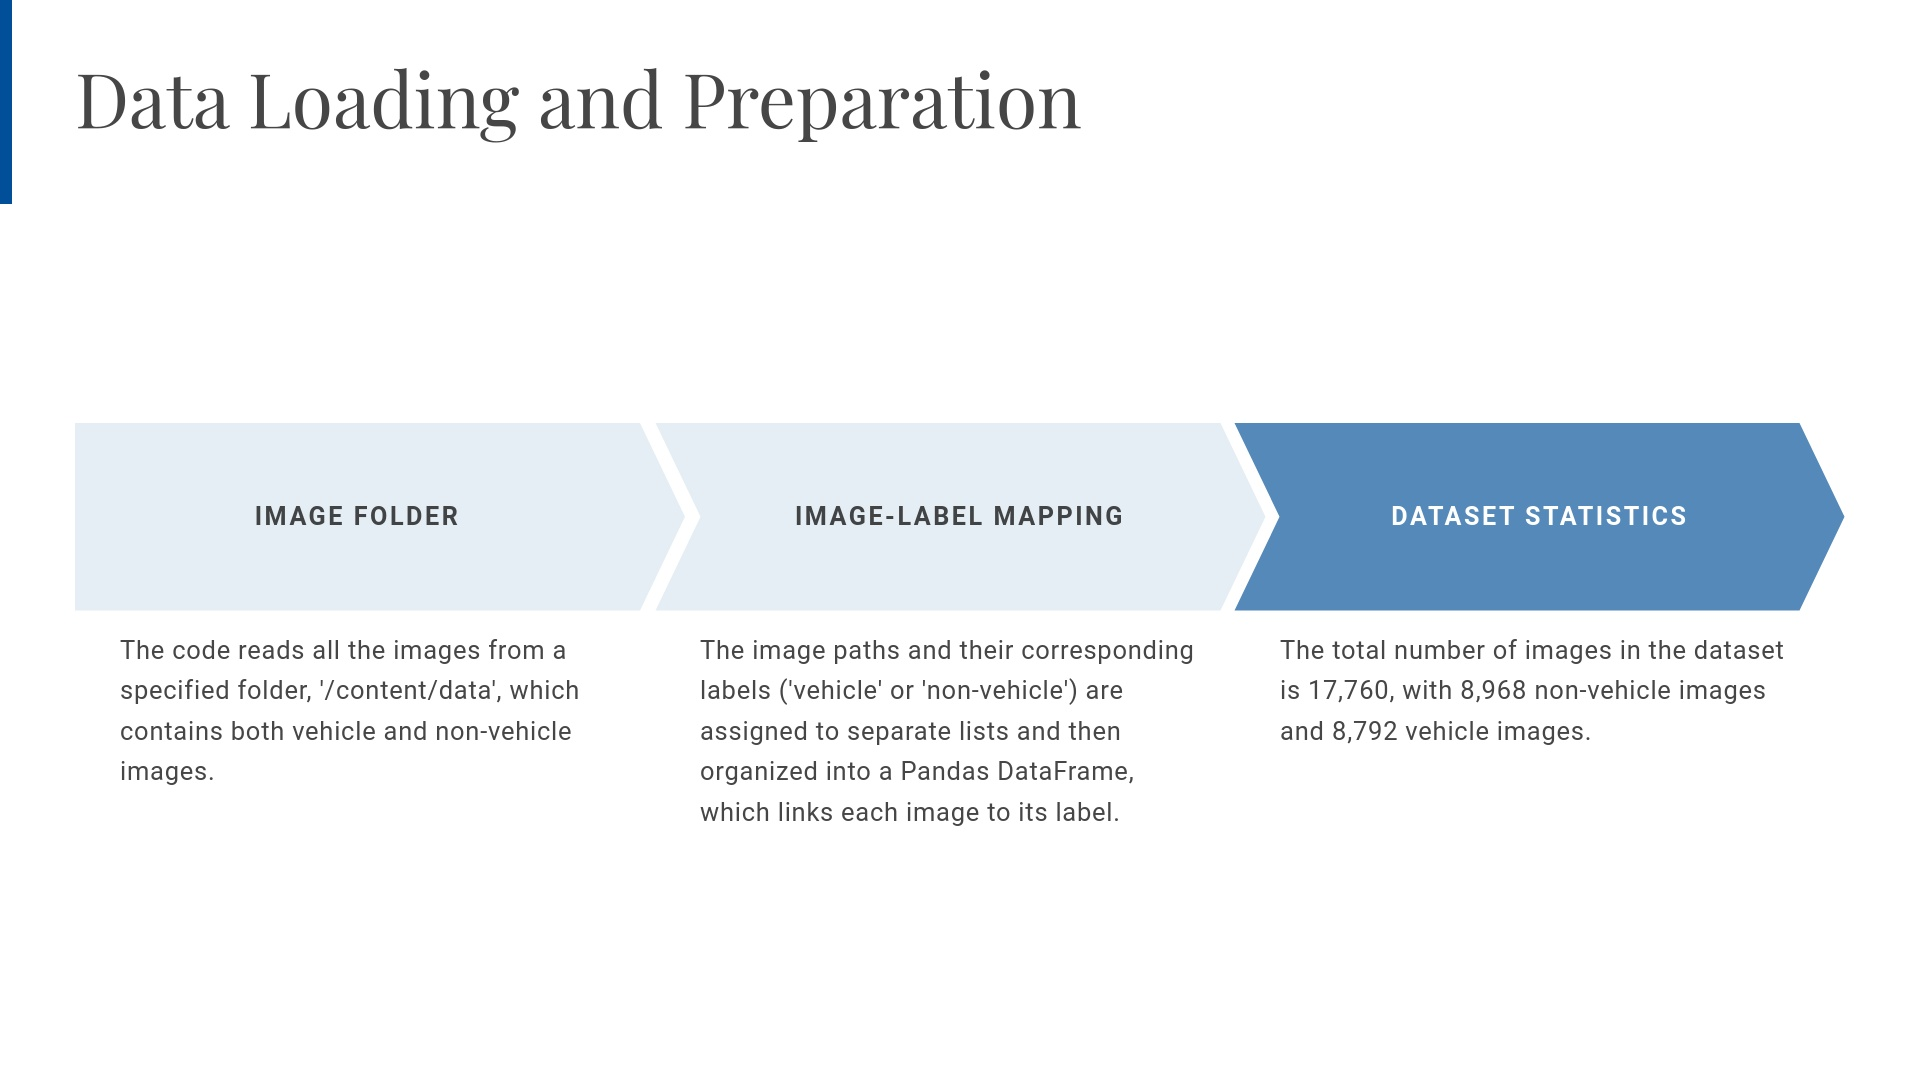 Data Loading and Preparation
IMAGE FOLDER
The code reads all the images from a
specified folder, '/content/data', which
contains both vehicle and non-vehicle
images.
IMAGE-LABEL MAPPING
The image paths and their corresponding
labels ('vehicle' or 'non-vehicle') are
assigned to separate lists and then
organized into a Pandas DataFrame,
which links each image to its label.
DATASET STATISTICS
The total number of images in the dataset
is 17,760, with 8,968 non-vehicle images
and 8,792 vehicle images.